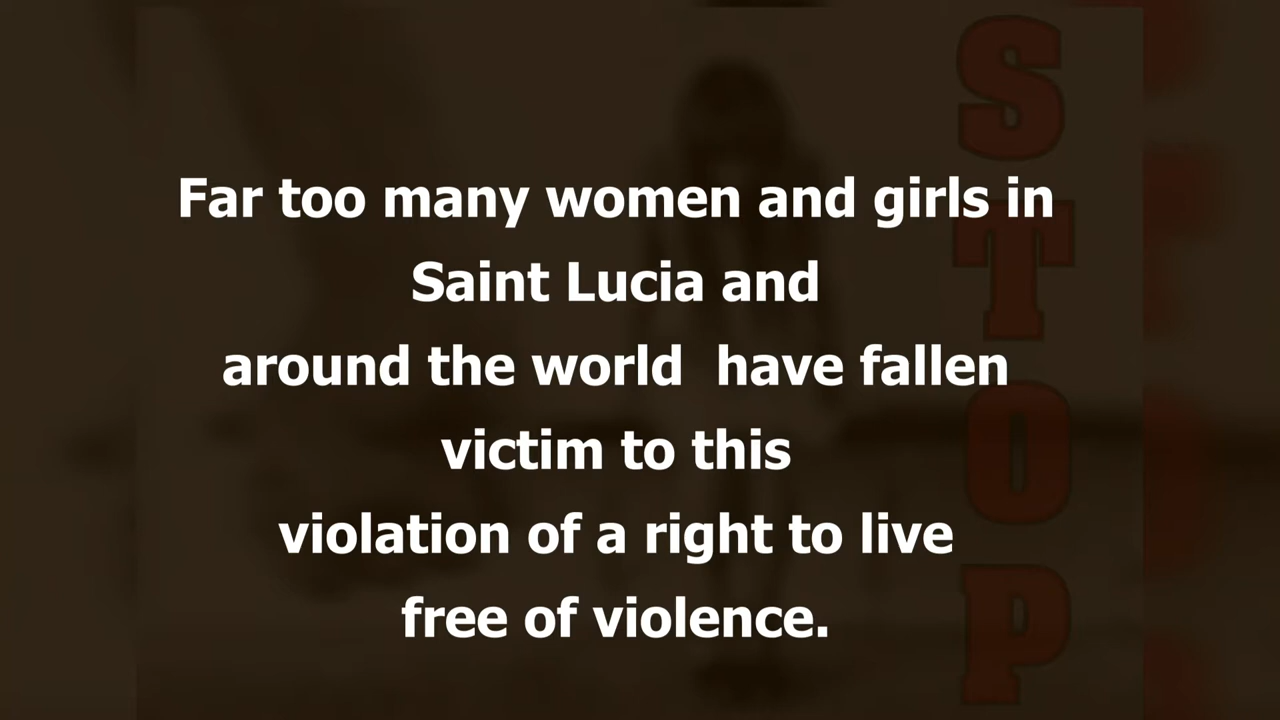 Far too many women and girls in
Saint Lucia and
around the world  have fallen
victim to this
violation of a right to live
free of violence.
STOP